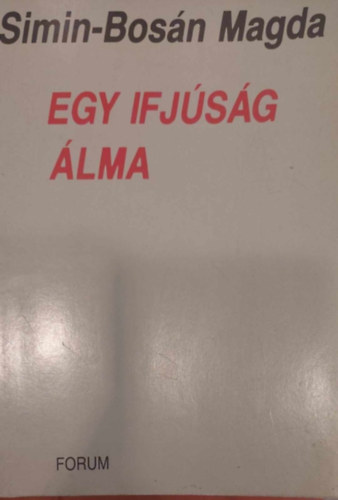 Simin-Bosán Magda
EGY IFJÚSÁG
ÁLMA
FORUM